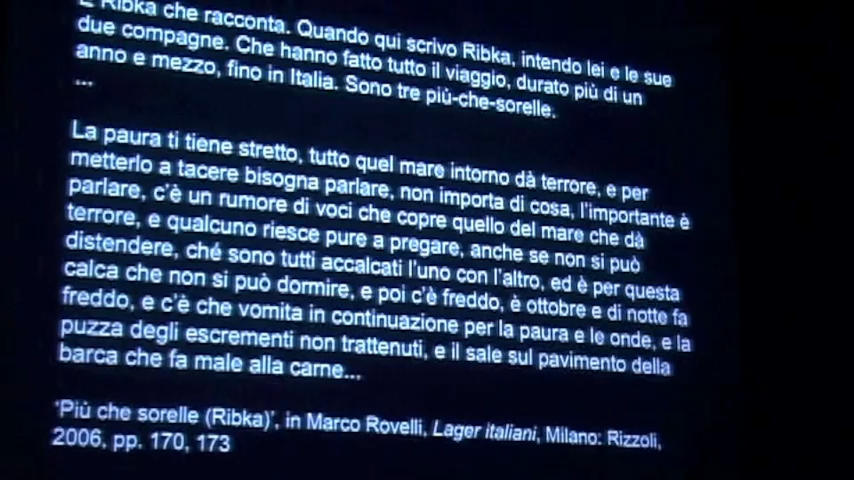 È Ribka che racconta. Quando qui scrivo Ribka, intendo lei e le sue
due compagne. Che hanno fatto tutto il viaggio, durato più di un
anno e mezzo, fino in Italia. Sono tre più-che-sorelle.
...
La paura ti tiene stretto, tutto quel mare intorno dà terrore, e per
metterlo a tacere bisogna parlare, non importa di cosa, l'importante è
parlare, c'è un rumore di voci che copre quello del mare che dà
terrore, e qualcuno riesce pure a pregare, anche se non si può
distendere, ché sono tutti accalcati l'uno con l'altro, ed è per questa
calca che non si può dormire, e poi c'è freddo, è ottobre e di notte fa
freddo, e c'è che vomita in continuazione per la paura e le onde, e la
puzza degli escrementi non trattenuti, e il sale sul pavimento della
barca che fa male alla carne...
'Più che sorelle (Ribka)', in Marco Rovelli, Lager italiani, Milano: Rizzoli,
2006, pp. 170, 173